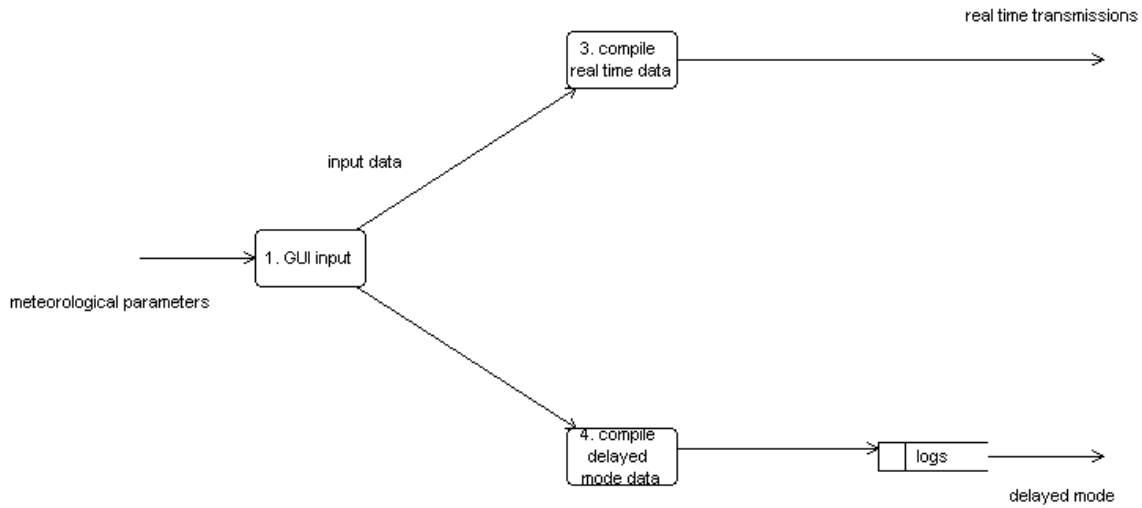 real time transmissions
3. compile
real time data
input data
1. GUI input
meteorological parameters
4. compile
delayed
mode data
logs
delayed mode